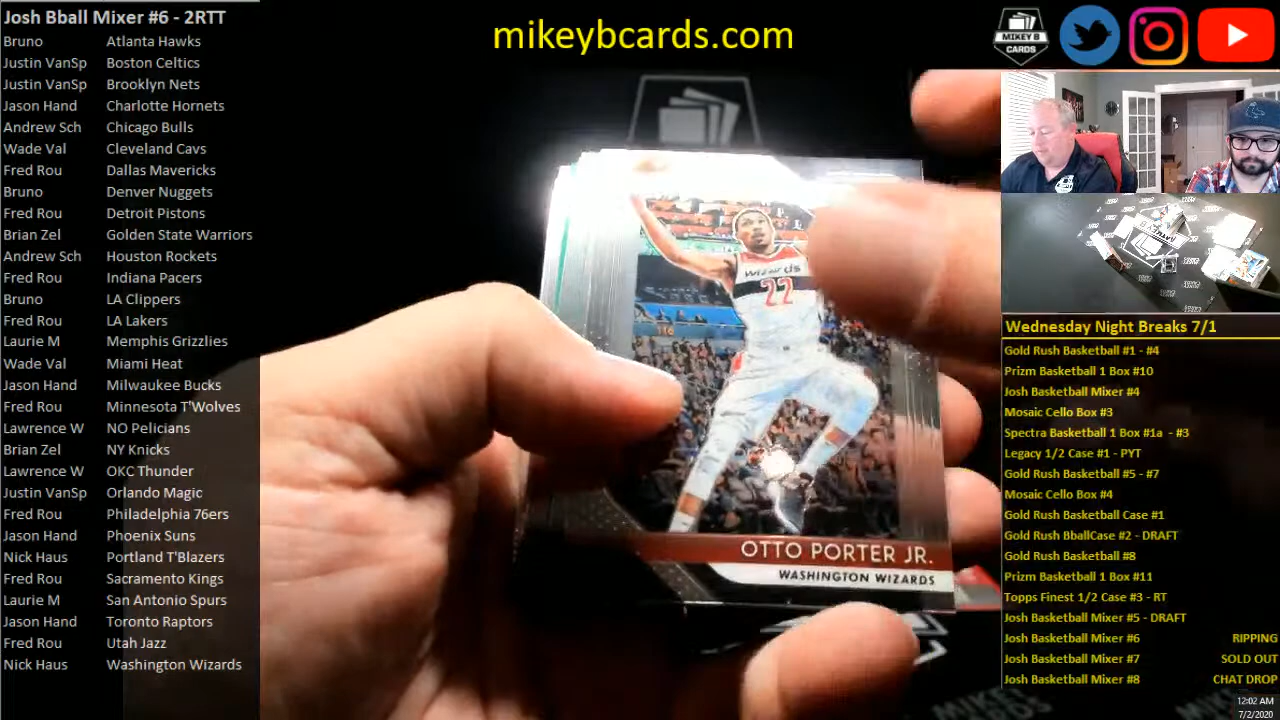 Josh Bball Mixer #6 - 2RTT
Bruno Atlanta Hawks
Justin VanSp Boston Celtics
Justin VanSp Brooklyn Nets
Jason Hand Charlotte Hornets
Andrew Sch Chicago Bulls
Wade Val Cleveland Cavs
Fred Rou Dallas Mavericks
Bruno Denver Nuggets
Fred Rou Detroit Pistons
Brian Zel Golden State Warriors
Andrew Sch Houston Rockets
Fred Rou Indiana Pacers
Bruno LA Clippers
Fred Rou LA Lakers
Laurie M Memphis Grizzlies
Wade Val Miami Heat
Jason Hand Milwaukee Bucks
Fred Rou Minnesota T'Wolves
Lawrence W NO Pelicians
Brian Zel NY Knicks
Lawrence W OKC Thunder
Justin VanSp Orlando Magic
Fred Rou Philadelphia 76ers
Jason Hand Phoenix Suns
Nick Haus Portland T'Blazers
Fred Rou Sacramento Kings
Laurie M San Antonio Spurs
Jason Hand Toronto Raptors
Fred Rou Utah Jazz
Nick Haus Washington Wizards
mikeybcards.com
MIKEY B
CARDS
116
wizards
22
OTTO PORTER JR.
WASHINGTON WIZARDS
Wednesday Night Breaks 7/1
Gold Rush Basketball #1 - #4
Prizm Basketball 1 Box #10
Josh Basketball Mixer #4
Mosaic Cello Box #3
Spectra Basketball 1 Box #1a - #3
Legacy 1/2 Case #1 - PYT
Gold Rush Basketball #5 - #7
Mosaic Cello Box #4
Gold Rush Basketball Case #1
Gold Rush BballCase #2 - DRAFT
Gold Rush Basketball #8
Prizm Basketball 1 Box #11
Topps Finest 1/2 Case #3 - RT
Josh Basketball Mixer #5 - DRAFT
Josh Basketball Mixer #6 RIPPING
Josh Basketball Mixer #7 SOLD OUT
Josh Basketball Mixer #8 CHAT DROP
12:02 AM
7/2/2020